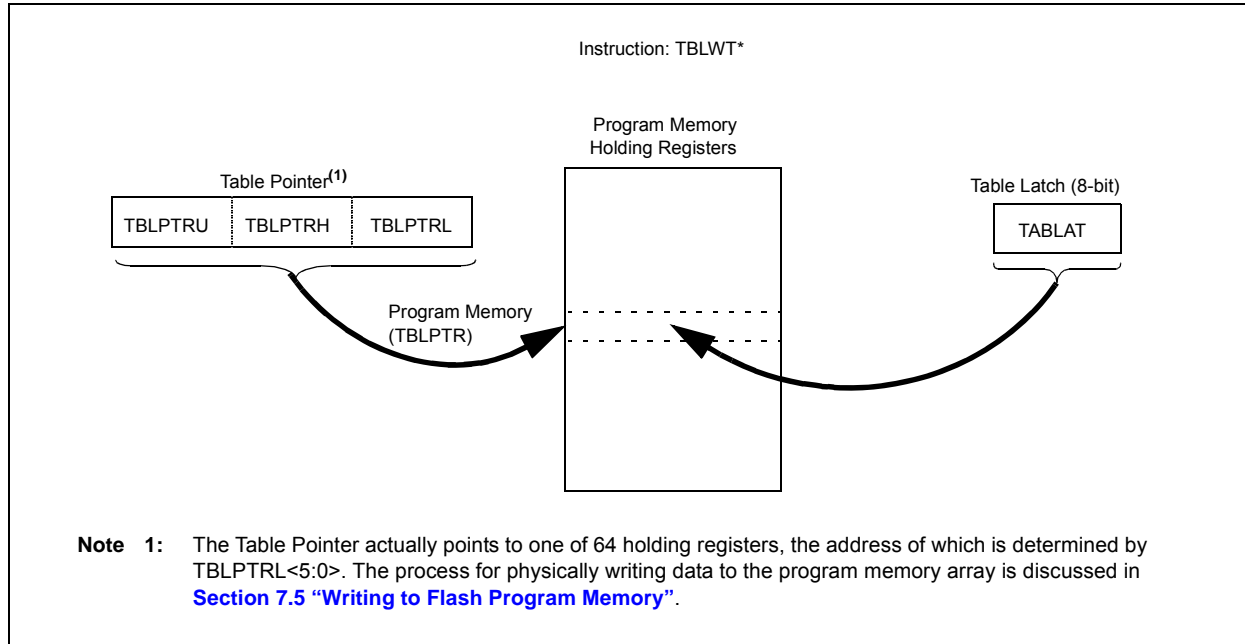 Instruction: TBLWT*
Program Memory
Holding Registers
Table Pointer(1)
Table Latch (8-bit)
TBLPTRU TBLPTRH TBLPTRL
TABLAT
Program Memory
(TBLPTR)
Note 1: The Table Pointer actually points to one of 64 holding registers, the address of which is determined by
TBLPTRL<5:0>. The process for physically writing data to the program memory array is discussed in
Section 7.5 “Writing to Flash Program Memory”.